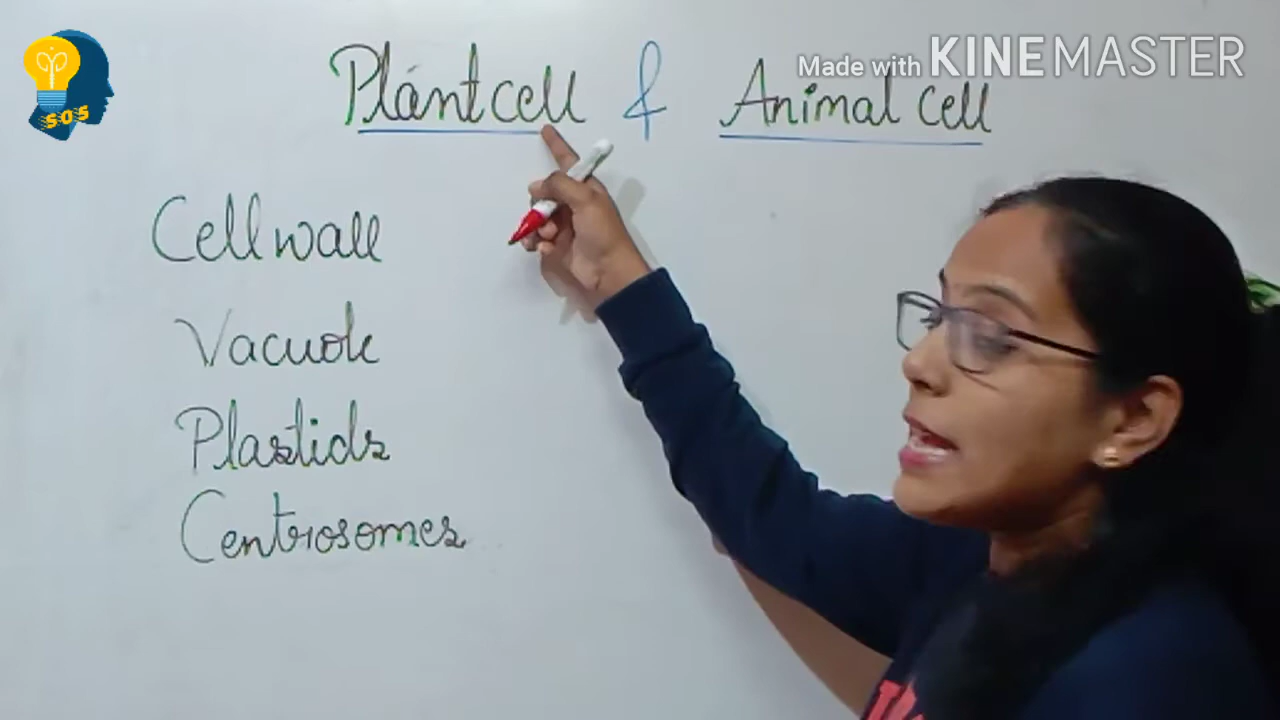 SOS
Made with KINEMASTER
Plant cell & Animal cell
Cell wall
Vacuole
Plastids
Centrosomes